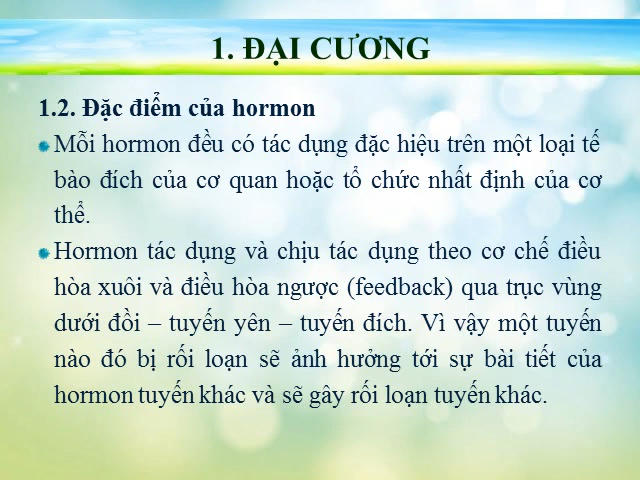 1. ĐẠI CƯƠNG
1.2. Đặc điểm của hormon
Mỗi hormon đều có tác dụng đặc hiệu trên một loại tế
bào đích của cơ quan hoặc tổ chức nhất định của cơ
thể.
Hormon tác dụng và chịu tác dụng theo cơ chế điều
hòa xuôi và điều hòa ngược (feedback) qua trục vùng
dưới đồi – tuyến yên – tuyến đích. Vì vậy một tuyến
nào đó bị rối loạn sẽ ảnh hưởng tới sự bài tiết của
hormon tuyến khác và sẽ gây rối loạn tuyến khác.